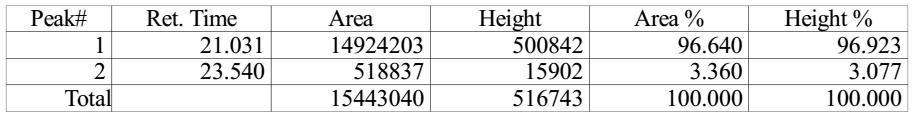 Peak# Ret. Time Area Height Area % Height %
1 21.031 14924203 500842 96.640 96.923
2 23.540 518837 15902 3.360 3.077
Total 15443040 516743 100.000 100.000